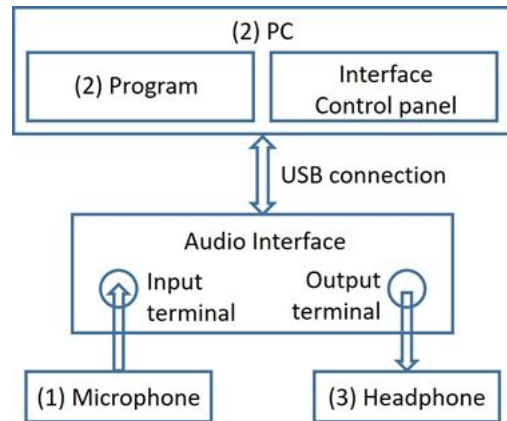 (2) PC
(2) Program
Interface
Control panel
USB connection
Audio Interface
Input
terminal
Output
terminal
(1) Microphone
(3) Headphone